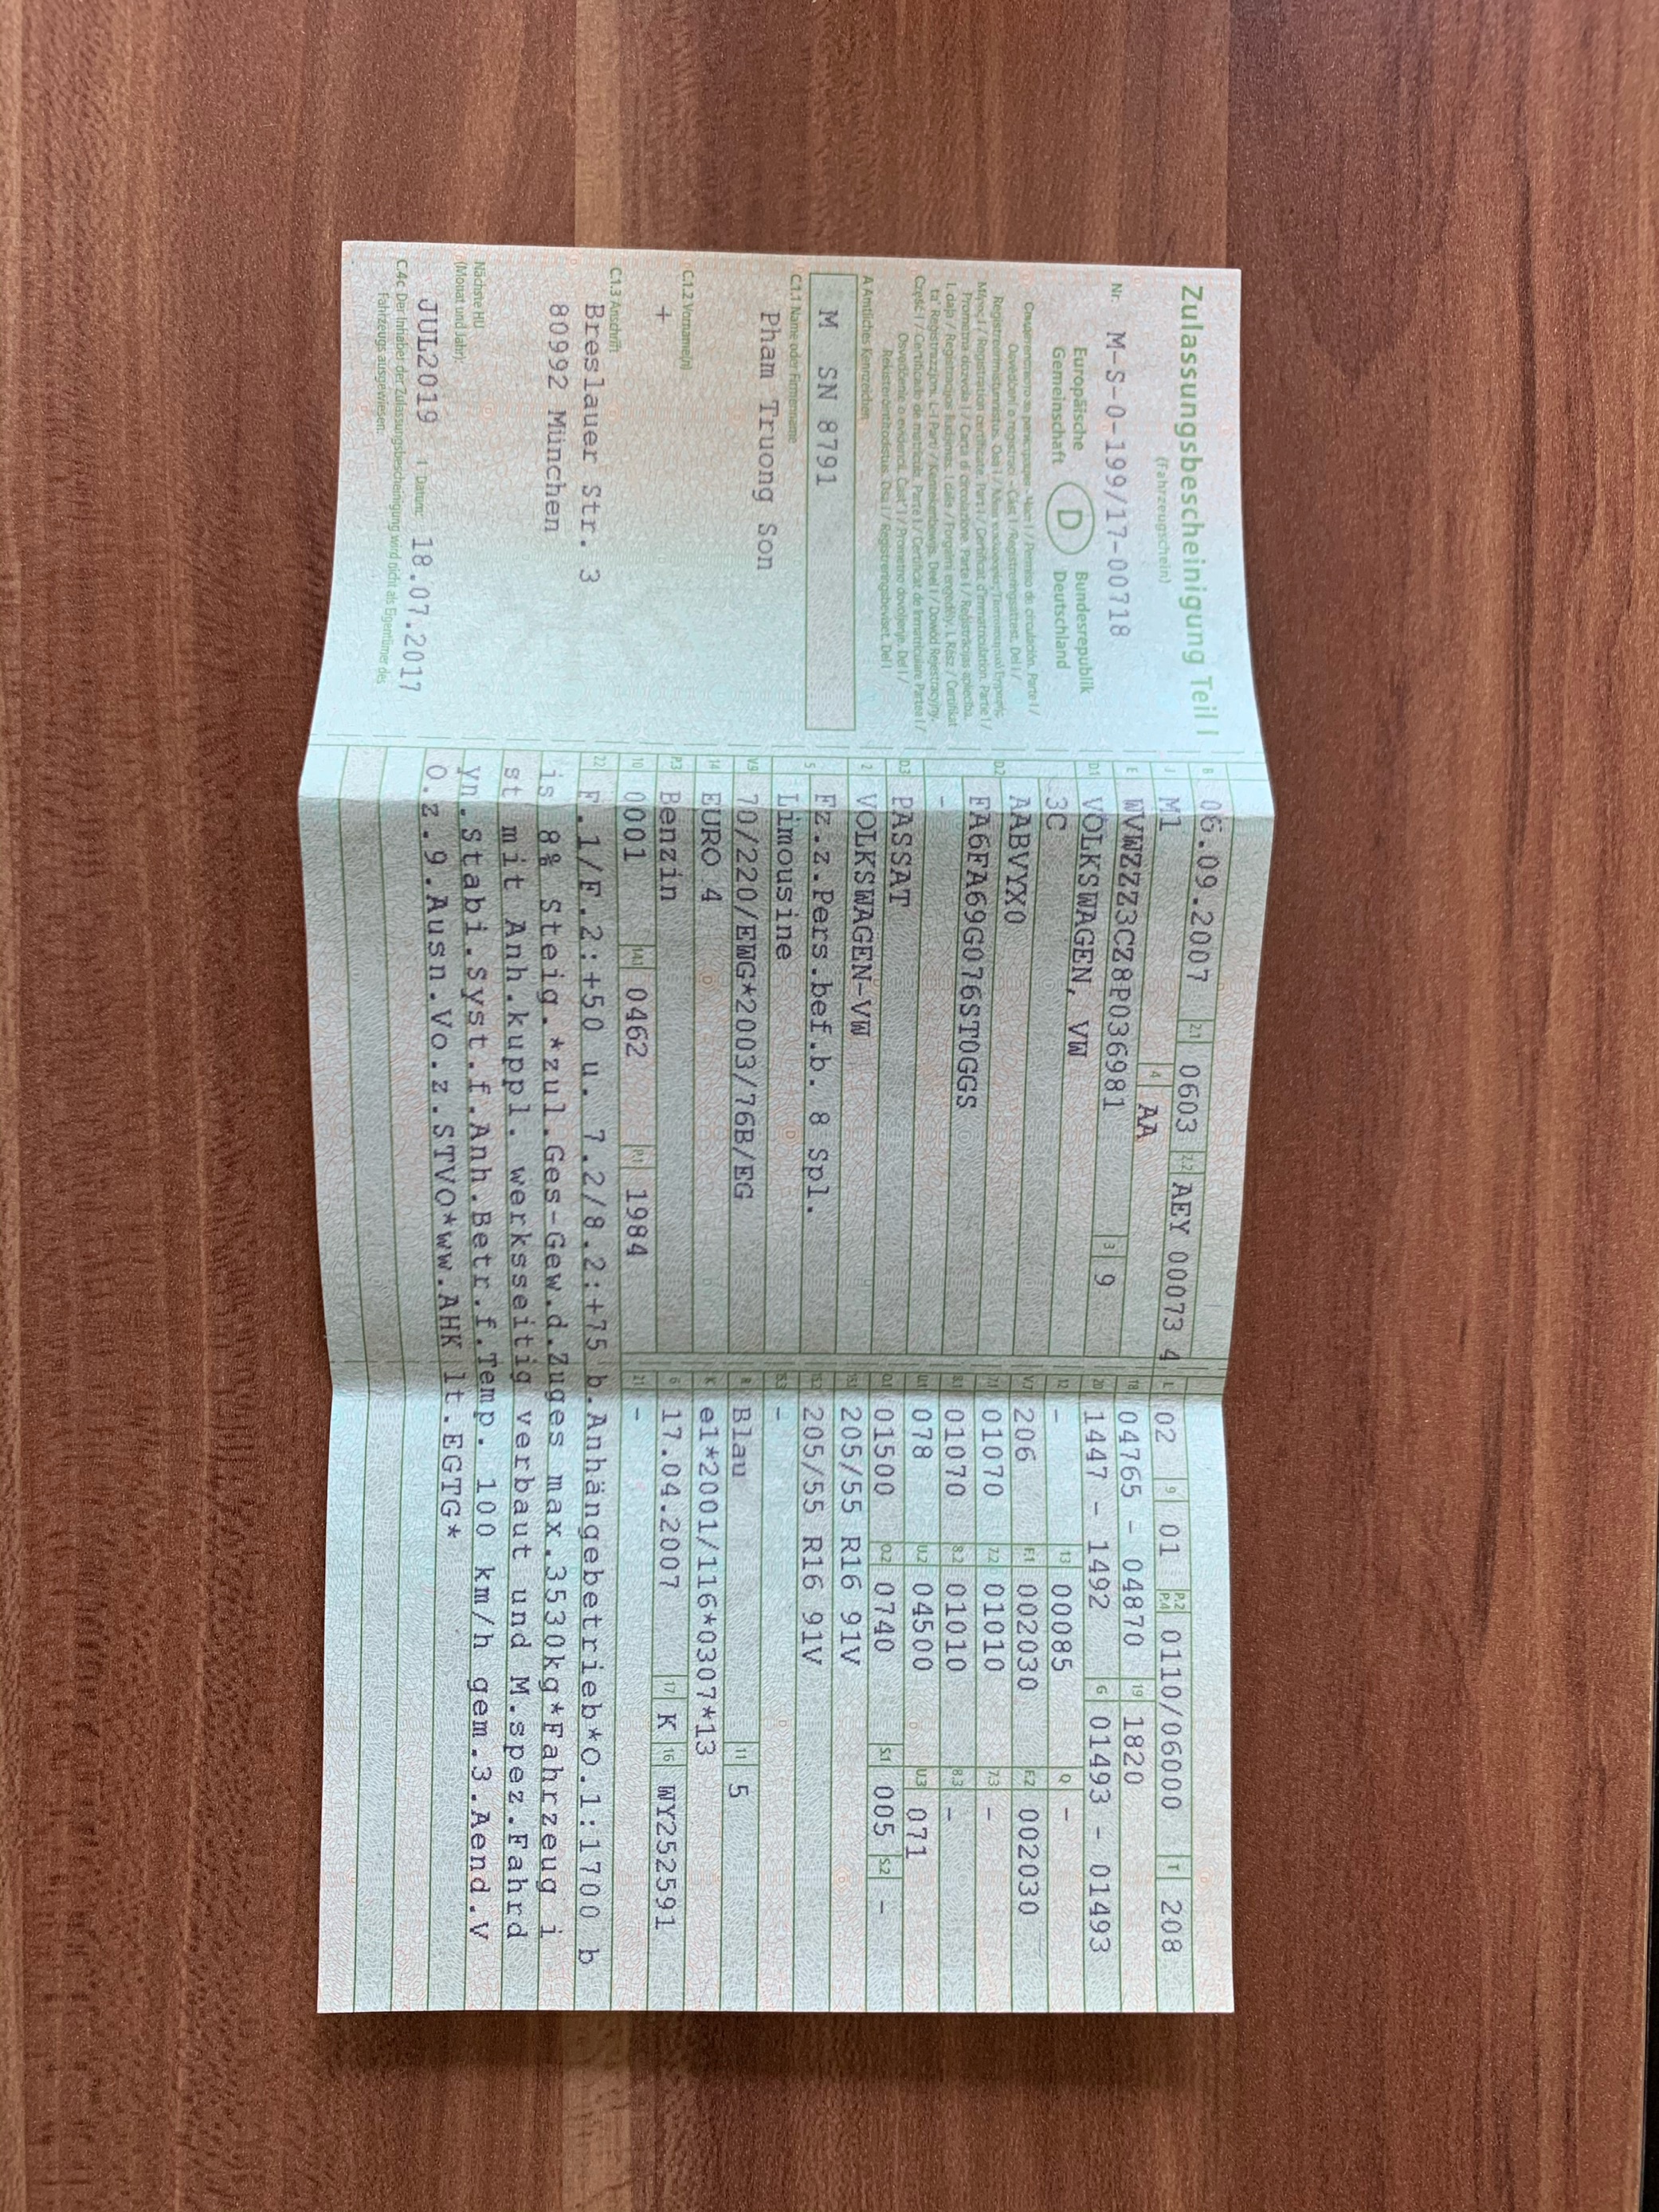 Zulassungsbescheinigung Teil I
(Fahrzeugschein)
Nr. M-S-0-199/17-00718
Europäische Gemeinschaft D Bundesrepublik Deutschland
Свидетелството за регистрация - Част I / Permiso de circulación. Parte I /
Osvědčení o registraci - Část I / Registreringsattest. Del I /
Registreerimistunnistus. Osa I /
/ Registration certificate. Part I / Certificat d'immatriculation. Partie I /
Prometna dozvola I / Carta di circolazione. Parte I / Reģistrācijas apliecība.
I. daļa / Registracijos liudijimas. I dalis / Forgalmi engedély. I. Rész / Ċertifikat
ta' Reġistrazzjoni. L-I Parti / Kentekenbewijs. Deel I / Dowód Rejestracyjny.
Część I / Certificado de matrícula. Parte I / Certificat de înmatriculare Partea I /
Osvedčenie o evidencii. Časť I / Prometno dovoljenje. Del I /
Rekisteröintitodistus. Osa I / Registreringsbeviset. Del I
A Amtliches Kennzeichen
M SN 8791
C.1.1 Name oder Firmenname
Pham Truong Son
C.1.2 Vorname(n)
+
C.1.3 Anschrift
Breslauer Str. 3
80992 München
Nächste HU
(Monat und Jahr):
JUL2019 I Datum: 18.07.2017
C.4c Der Inhaber der Zulassungsbescheinigung wird nicht als Eigentümer des
Fahrzeugs ausgewiesen.
B 06.09.2007 2.1 0603 2.2 AEY 00073 4
J M1 4 AA
E WVWZZZ3CZ8P036981 3 9
D.1 VOLKSWAGEN, VW
3C
AABVYX0
D.2 FA6FA69G076ST0GGS
-
D.3 PASSAT
2 VOLKSWAGEN-VW
5 Fz.z.Pers.bef.b. 8 Spl.
Limousine
V.9 70/220/EWG*2003/76B/EG
14 EURO 4
P.3 Benzin
10 0001 14.1 0462 P.1 1984
L 02 9 01 P.2 P.4 0110/06000 T 208
18 04765 - 04870 19 1820
20 1447 - 1492 G 01493 - 01493
12 - 13 00085 Q -
V.7 206 F.1 002030 F.2 002030
7.1 01070 7.2 01010 7.3 -
8.1 01070 8.2 01010 8.3 -
U.1 078 U.2 04500 U.3 071
O.1 01500 O.2 0740 S.1 005 S.2 -
15.1 205/55 R16 91V
15.2 205/55 R16 91V
15.3 -
R Blau 11 5
K e1*2001/116*0307*13
6 17.04.2007 17 K 16 WY252591
21 -
22 F.1/F.2:+50 u. 7.2/8.2:+75 b.Anhängebetrieb*O.1:1700 b
is 8% Steig.*zul.Ges-Gew.d.Zuges max.3530kg*Fahrzeug i
st mit Anh.kuppl. werksseitig verbaut und M.spez.Fahrd
yn.Stabi.Syst.f.Anh.Betr.f.Temp. 100 km/h gem.3.Aend.V
O.z.9.Ausn.Vo.z.STVO*ww.AHK lt.EGTG*